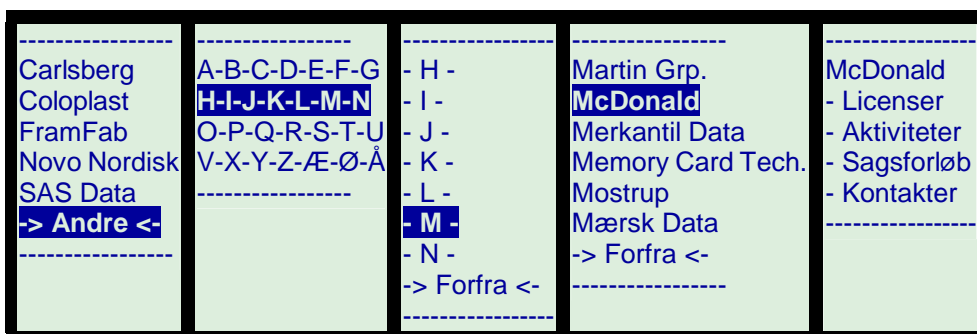 -----------------
Carlsberg
Coloplast
FramFab
Novo Nordisk
SAS Data
-> Andre <-
-----------------
-----------------
A-B-C-D-E-F-G
H-I-J-K-L-M-N
O-P-Q-R-S-T-U
V-X-Y-Z-Æ-Ø-Å
-----------------
-----------------
- H -
- I -
- J -
- K -
- L -
- M -
- N -
-> Forfra <-
-----------------
-----------------
Martin Grp.
McDonald
Merkantil Data
Memory Card Tech.
Mostrup
Mærsk Data
-> Forfra <-
-----------------
-----------------
McDonald
- Licenser
- Aktiviteter
- Sagsforløb
- Kontakter
-----------------